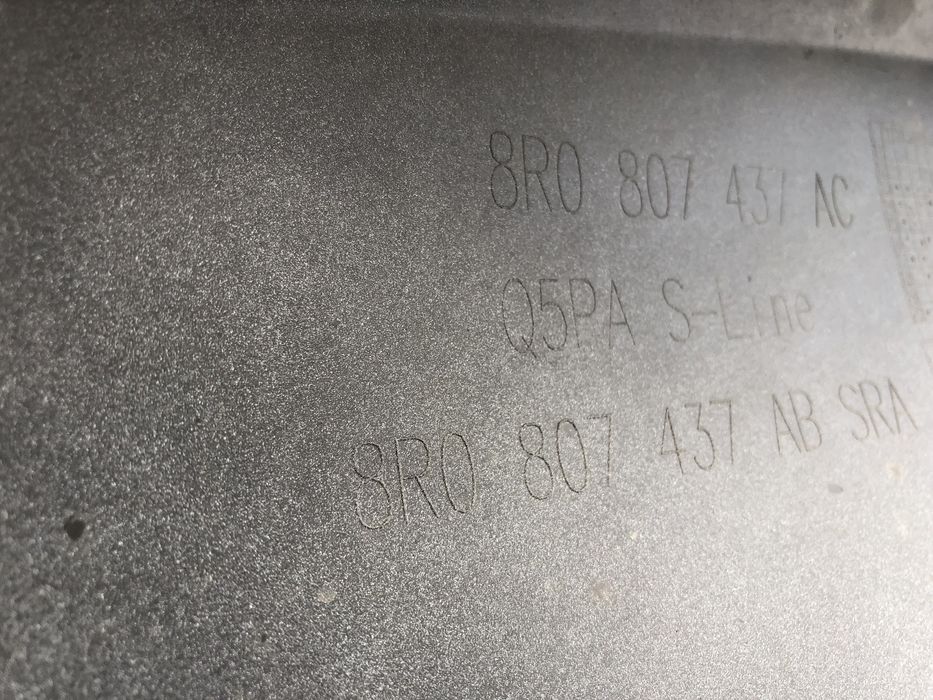 8R0 807 437 AC
Q5PA S-Line
8R0 807 437 AB SRA